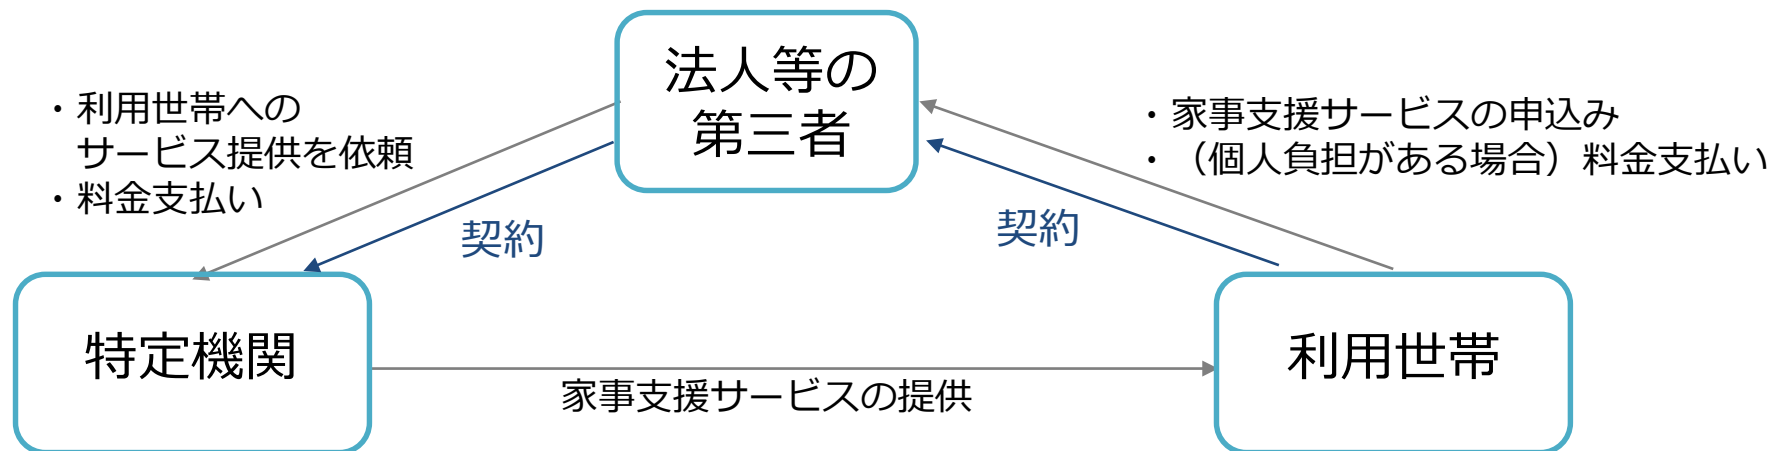 法人等の
第三者
・利用世帯への
サービス提供を依頼
・料金支払い
・家事支援サービスの申込み
・（個人負担がある場合）料金支払い
契約
契約
特定機関
利用世帯
家事支援サービスの提供